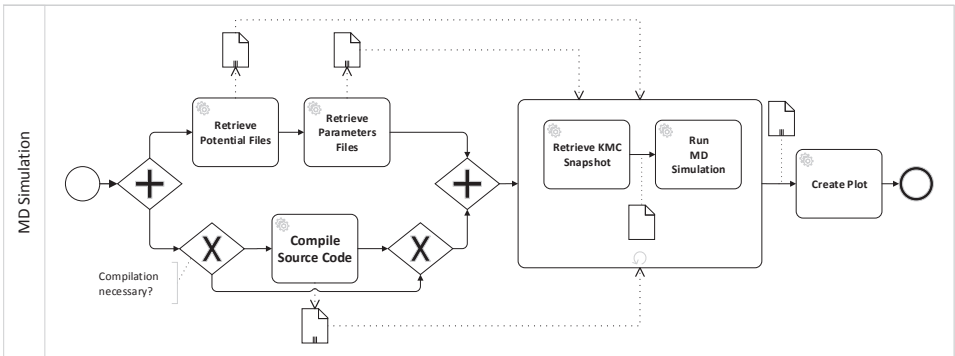 MD Simulation
Retrieve
Potential Files
Retrieve
Parameters
Files
Compile
Source Code
Compilation
necessary?
Retrieve KMC
Snapshot
Run
MD
Simulation
Create Plot